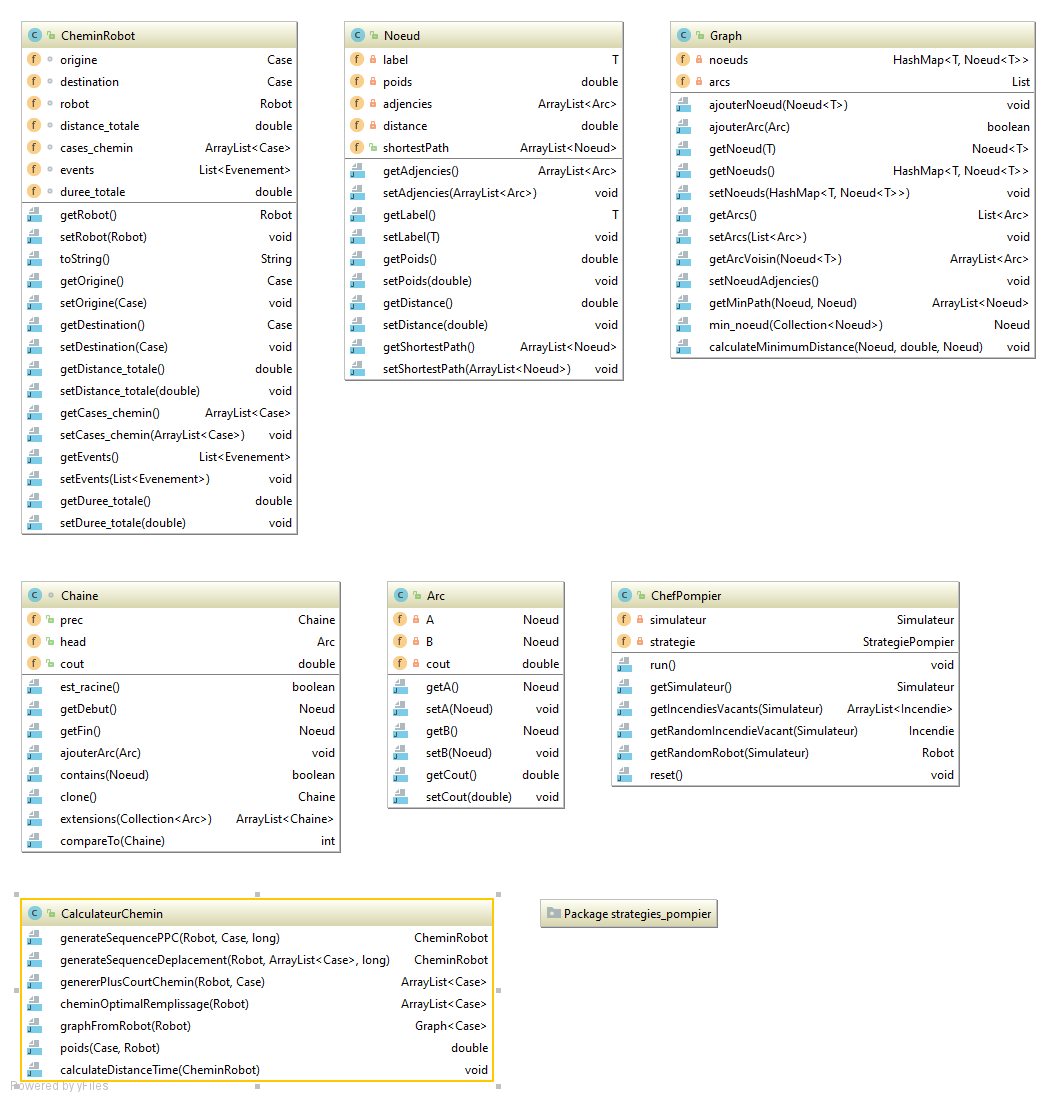 CheminRobot
origine Case
destination Case
robot Robot
distance_totale double
cases_chemin ArrayList<Case>
events List<Evenement>
duree_totale double
getRobot() Robot
setRobot(Robot) void
toString() String
getOrigine() Case
setOrigine(Case) void
getDestination() Case
setDestination(Case) void
getDistance_totale() double
setDistance_totale(double) void
getCases_chemin() ArrayList<Case>
setCases_chemin(ArrayList<Case>) void
getEvents() List<Evenement>
setEvents(List<Evenement>) void
getDuree_totale() double
setDuree_totale(double) void
Noeud
label T
poids double
adjencies ArrayList<Arc>
distance double
shortestPath ArrayList<Noeud>
getAdjencies() ArrayList<Arc>
setAdjencies(ArrayList<Arc>) void
getLabel() T
setLabel(T) void
getPoids() double
setPoids(double) void
getDistance() double
setDistance(double) void
getShortestPath() ArrayList<Noeud>
setShortestPath(ArrayList<Noeud>) void
Graph
noeuds HashMap<T, Noeud<T>>
arcs List
ajouterNoeud(Noeud<T>) void
ajouterArc(Arc) boolean
getNoeud(T) Noeud<T>
getNoeuds() HashMap<T, Noeud<T>>
setNoeuds(HashMap<T, Noeud<T>>) void
getArcs() List<Arc>
setArcs(List<Arc>) void
getArcVoisin(Noeud<T>) ArrayList<Arc>
setNoeudAdjencies() void
getMinPath(Noeud, Noeud) ArrayList<Noeud>
min_noeud(Collection<Noeud>) Noeud
calculateMinimumDistance(Noeud, double, Noeud) void
Chaine
prec Chaine
head Arc
cout double
est_racine() boolean
getDebut() Noeud
getFin() Noeud
ajouterArc(Arc) void
contains(Noeud) boolean
clone() Chaine
extensions(Collection<Arc>) ArrayList<Chaine>
compareTo(Chaine) int
Arc
A Noeud
B Noeud
cout double
getA() Noeud
setA(Noeud) void
getB() Noeud
setB(Noeud) void
getCout() double
setCout(double) void
ChefPompier
simulateur Simulateur
strategie StrategiePompier
run() void
getSimulateur() Simulateur
getIncendiesVacants(Simulateur) ArrayList<Incendie>
getRandomIncendieVacant(Simulateur) Incendie
getRandomRobot(Simulateur) Robot
reset() void
CalculateurChemin
generateSequencePPC(Robot, Case, long) CheminRobot
generateSequenceDeplacement(Robot, ArrayList<Case>, long) CheminRobot
genererPlusCourtChemin(Robot, Case) ArrayList<Case>
cheminOptimalRemplissage(Robot) ArrayList<Case>
graphFromRobot(Robot) Graph<Case>
poids(Case, Robot) double
calculateDistanceTime(CheminRobot) void
Package strategies_pompier
Powered by yFiles